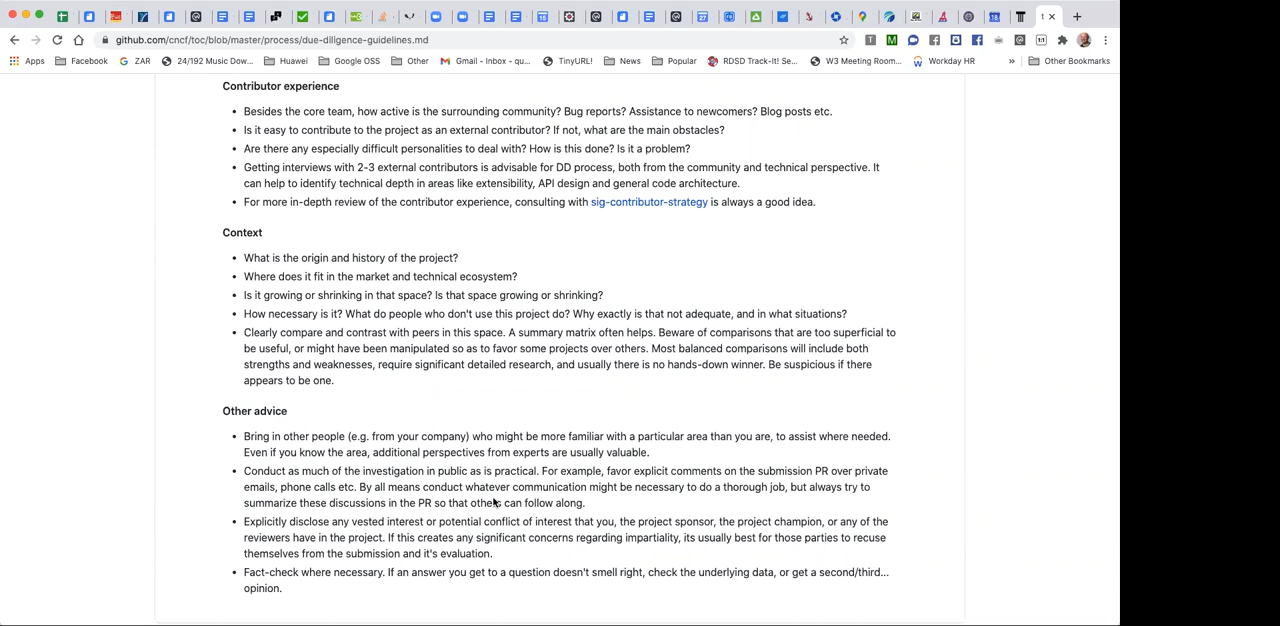 1
github.com/cncf/toc/blob/master/process/due-diligence-guidelines.md
Apps Facebook ZAR 24/192 Music Dow... Huawei Google OSS Other Gmail - Inbox - qu... TinyURL! News Popular RDSD Track-It! Se... W3 Meeting Room... Workday HR » Other Bookmarks
Contributor experience
• Besides the core team, how active is the surrounding community? Bug reports? Assistance to newcomers? Blog posts etc.
• Is it easy to contribute to the project as an external contributor? If not, what are the main obstacles?
• Are there any especially difficult personalities to deal with? How is this done? Is it a problem?
• Getting interviews with 2-3 external contributors is advisable for DD process, both from the community and technical perspective. It
can help to identify technical depth in areas like extensibility, API design and general code architecture.
• For more in-depth review of the contributor experience, consulting with sig-contributor-strategy is always a good idea.
Context
• What is the origin and history of the project?
• Where does it fit in the market and technical ecosystem?
• Is it growing or shrinking in that space? Is that space growing or shrinking?
• How necessary is it? What do people who don't use this project do? Why exactly is that not adequate, and in what situations?
• Clearly compare and contrast with peers in this space. A summary matrix often helps. Beware of comparisons that are too superficial to
be useful, or might have been manipulated so as to favor some projects over others. Most balanced comparisons will include both
strengths and weaknesses, require significant detailed research, and usually there is no hands-down winner. Be suspicious if there
appears to be one.
Other advice
• Bring in other people (e.g. from your company) who might be more familiar with a particular area than you are, to assist where needed.
Even if you know the area, additional perspectives from experts are usually valuable.
• Conduct as much of the investigation in public as is practical. For example, favor explicit comments on the submission PR over private
emails, phone calls etc. By all means conduct whatever communication might be necessary to do a thorough job, but always try to
summarize these discussions in the PR so that others can follow along.
• Explicitly disclose any vested interest or potential conflict of interest that you, the project sponsor, the project champion, or any of the
reviewers have in the project. If this creates any significant concerns regarding impartiality, its usually best for those parties to recuse
themselves from the submission and it's evaluation.
• Fact-check where necessary. If an answer you get to a question doesn't smell right, check the underlying data, or get a second/third...
opinion.